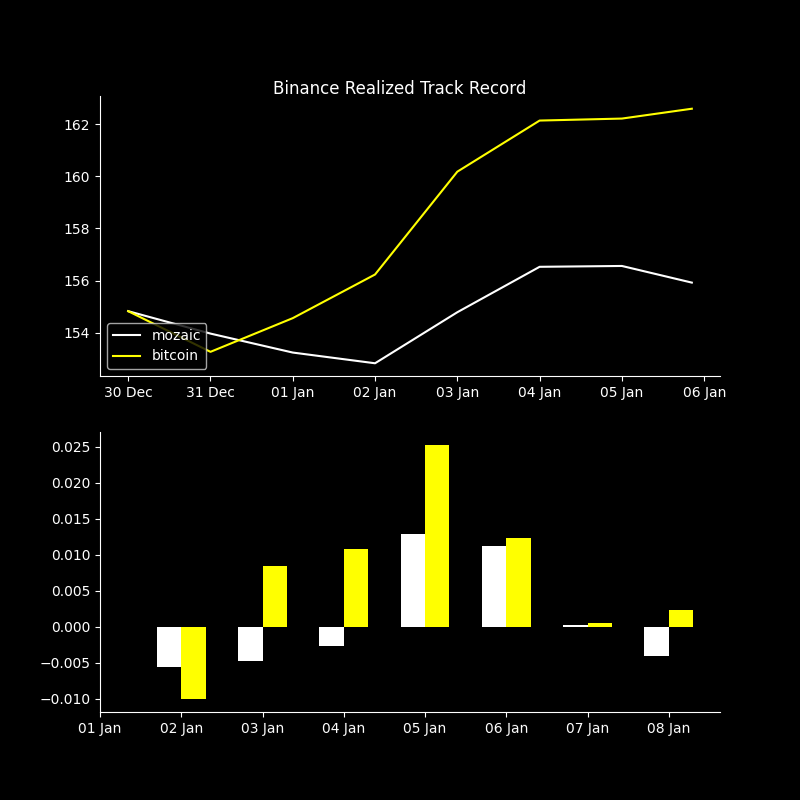 Binance Realized Track Record
162
160
158
156
154
mozaic
bitcoin
30 Dec 31 Dec 01 Jan 02 Jan 03 Jan 04 Jan 05 Jan 06 Jan
0.025
0.020
0.015
0.010
0.005
0.000
−0.005
−0.010
01 Jan 02 Jan 03 Jan 04 Jan 05 Jan 06 Jan 07 Jan 08 Jan